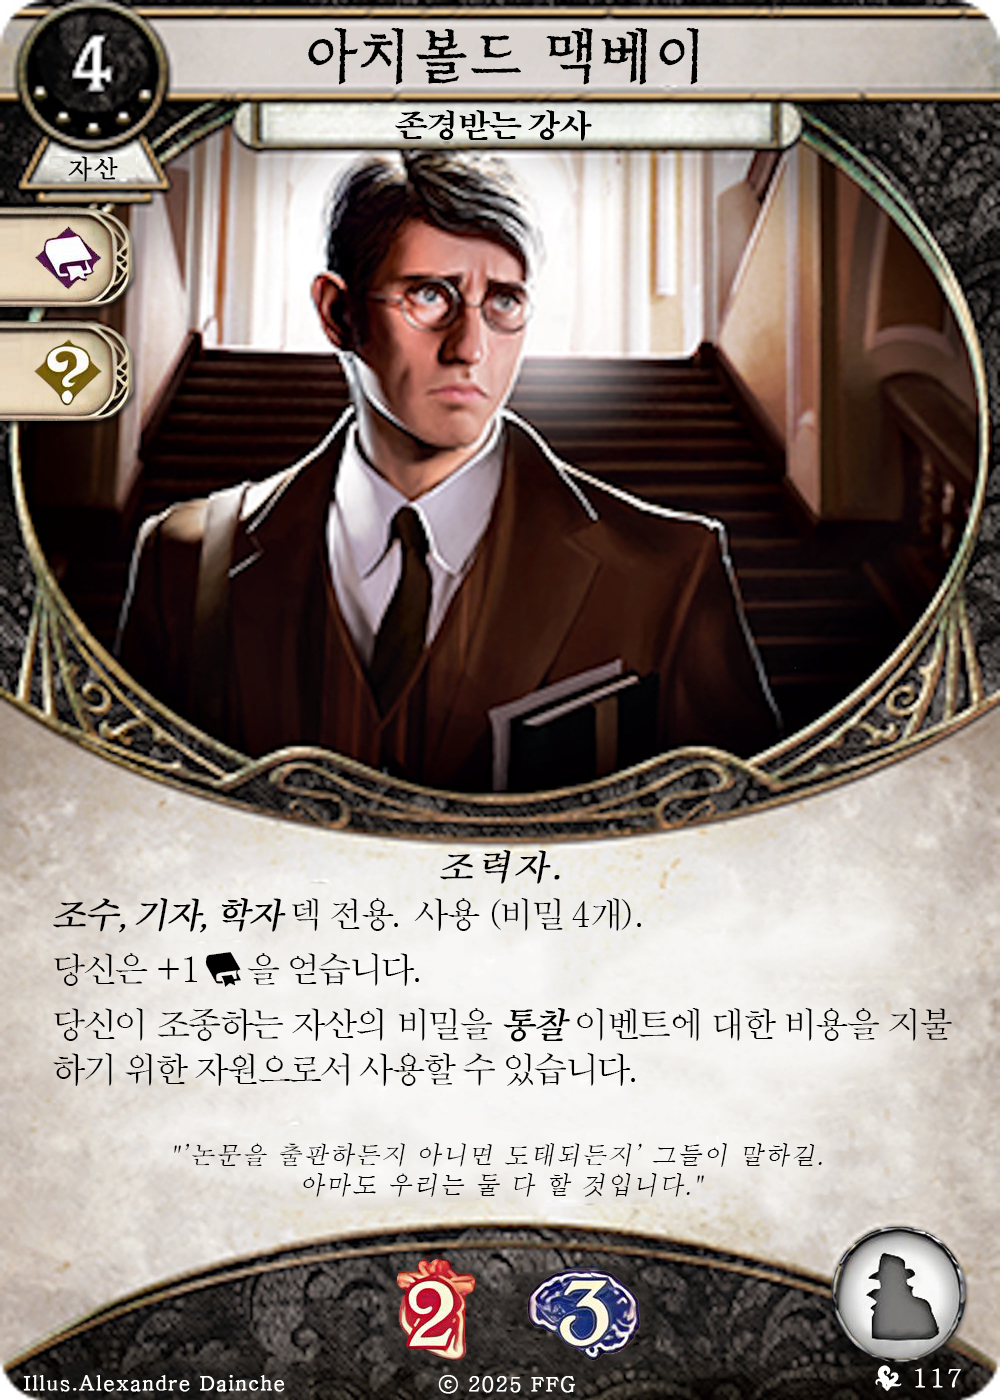 4
아치볼드 맥베이
존경받는 강사
자산
?
조력자.
조수, 기자, 학자 덱 전용. 사용 (비밀 4개).
당신은 +1 을 얻습니다.
당신이 조종하는 자산의 비밀을 통찰 이벤트에 대한 비용을 지불
하기 위한 자원으로서 사용할 수 있습니다.
"'논문을 출판하든지 아니면 도태되든지' 그들이 말하길.
아마도 우리는 둘 다 할 것입니다."
2 3
Illus.Alexandre Dainche © 2025 FFG 117